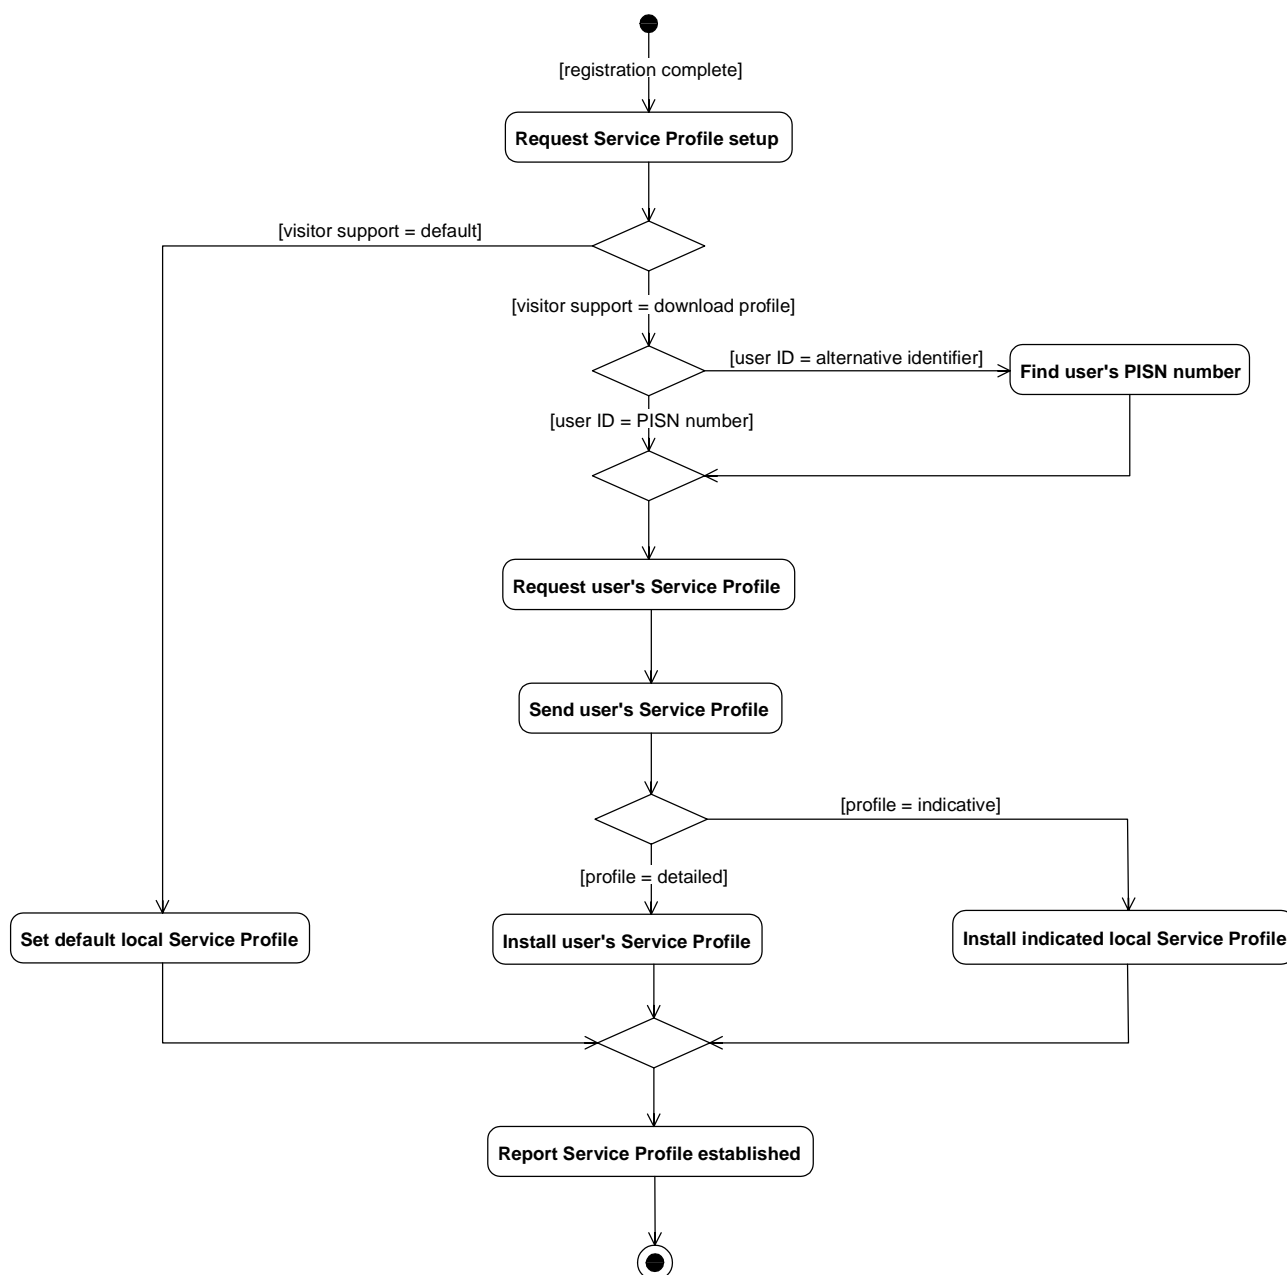 [registration complete]
Request Service Profile setup
[visitor support = default]
[visitor support = download profile]
[user ID = alternative identifier]
Find user's PISN number
[user ID = PISN number]
Request user's Service Profile
Send user's Service Profile
[profile = indicative]
[profile = detailed]
Set default local Service Profile
Install user's Service Profile
Install indicated local Service Profile
Report Service Profile established